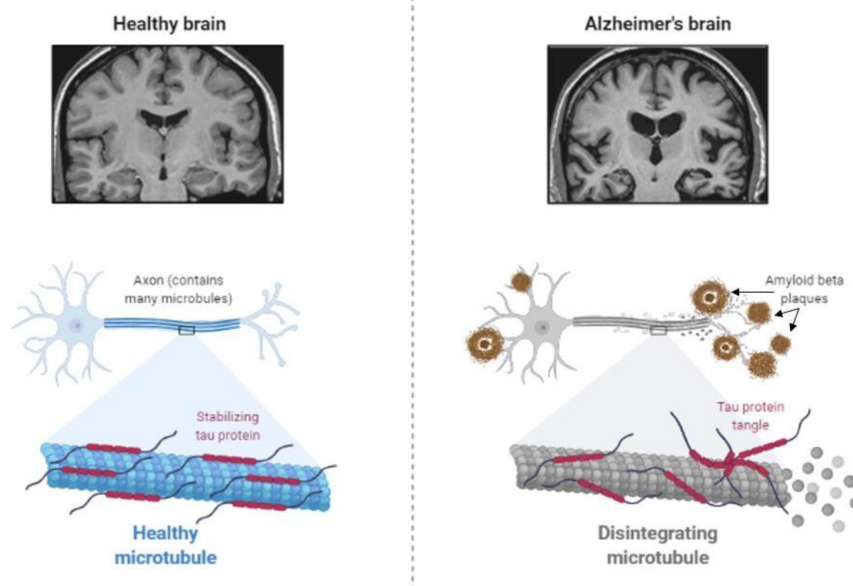 Healthy brain
Axon (contains
many microbules)
Stabilizing
tau protein
Healthy
microtubule
Alzheimer's brain
Amyloid beta
plaques
Tau protein
tangle
Disintegrating
microtubule